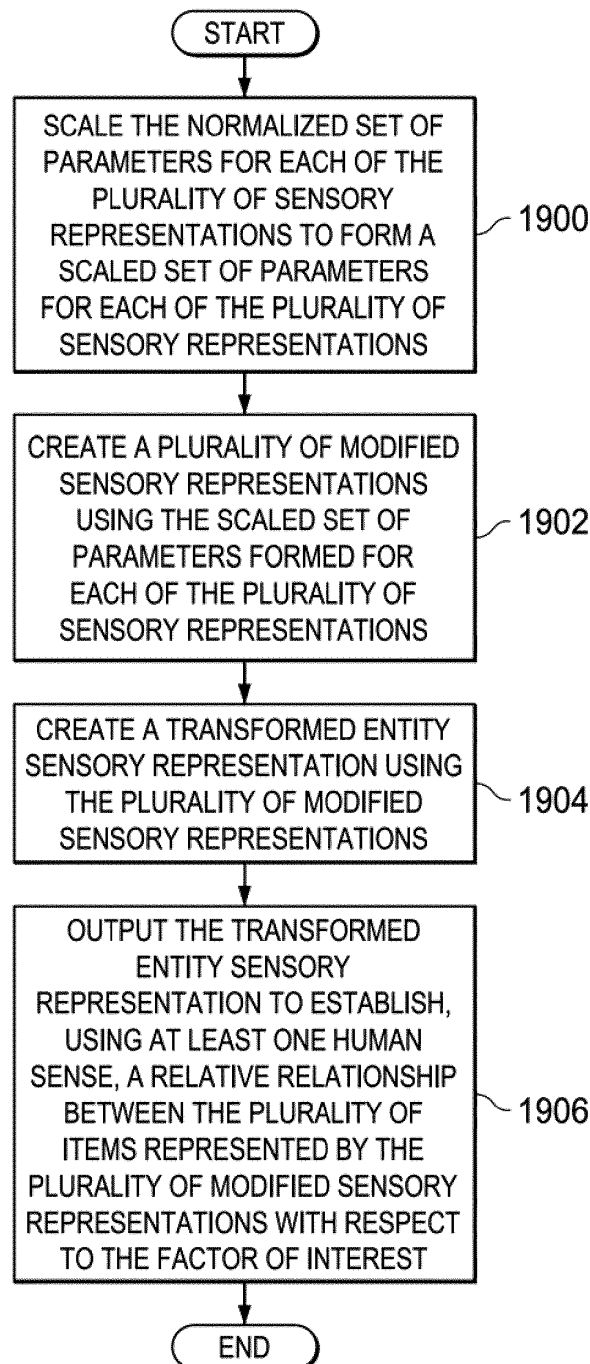 START
SCALE THE NORMALIZED SET OF
PARAMETERS FOR EACH OF THE
PLURALITY OF SENSORY
REPRESENTATIONS TO FORM A
SCALED SET OF PARAMETERS
FOR EACH OF THE PLURALITY OF
SENSORY REPRESENTATIONS
1900
CREATE A PLURALITY OF MODIFIED
SENSORY REPRESENTATIONS
USING THE SCALED SET OF
PARAMETERS FORMED FOR
EACH OF THE PLURALITY OF
SENSORY REPRESENTATIONS
1902
CREATE A TRANSFORMED ENTITY
SENSORY REPRESENTATION USING
THE PLURALITY OF MODIFIED
SENSORY REPRESENTATIONS
1904
OUTPUT THE TRANSFORMED
ENTITY SENSORY
REPRESENTATION TO ESTABLISH,
USING AT LEAST ONE HUMAN
SENSE, A RELATIVE RELATIONSHIP
BETWEEN THE PLURALITY OF
ITEMS REPRESENTED BY THE
PLURALITY OF MODIFIED SENSORY
REPRESENTATIONS WITH RESPECT
TO THE FACTOR OF INTEREST
1906
END